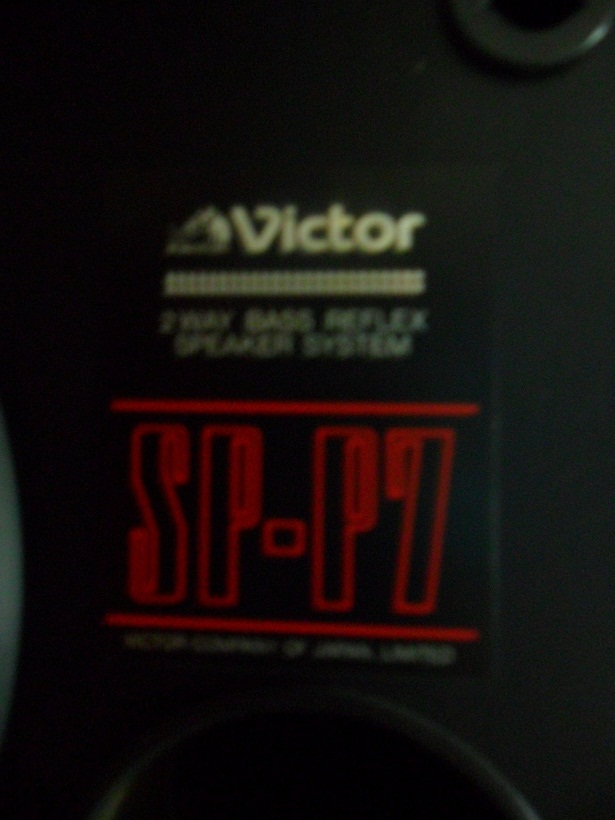 Victor
2 WAY BASS REFLEX
SPEAKER SYSTEM
SP-P7
VICTOR COMPANY OF JAPAN, LIMITED